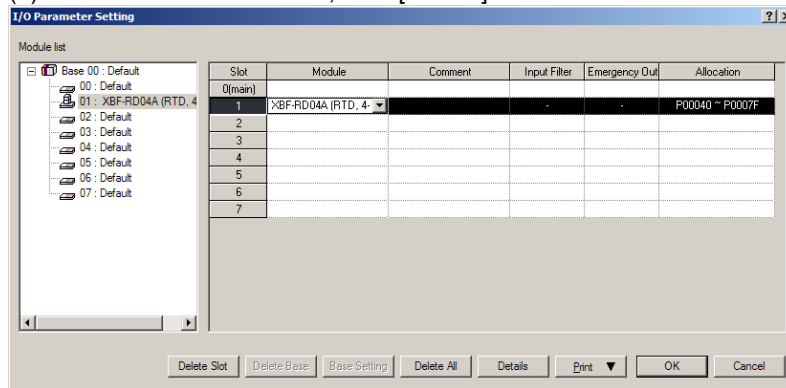 I/O Parameter Setting
Module list
Base 00 : Default
00 : Default
01 : XBF-RD04A (RTD, 4
02 : Default
03 : Default
04 : Default
05 : Default
06 : Default
07 : Default
Slot Module Comment Input Filter Emergency Out Allocation
0(main)
1 XBF-RD04A (RTD, 4- - - P00040 ~ P0007F
2
3
4
5
6
7
Delete Slot Delete Base Base Setting Delete All Details Print ▼ OK Cancel